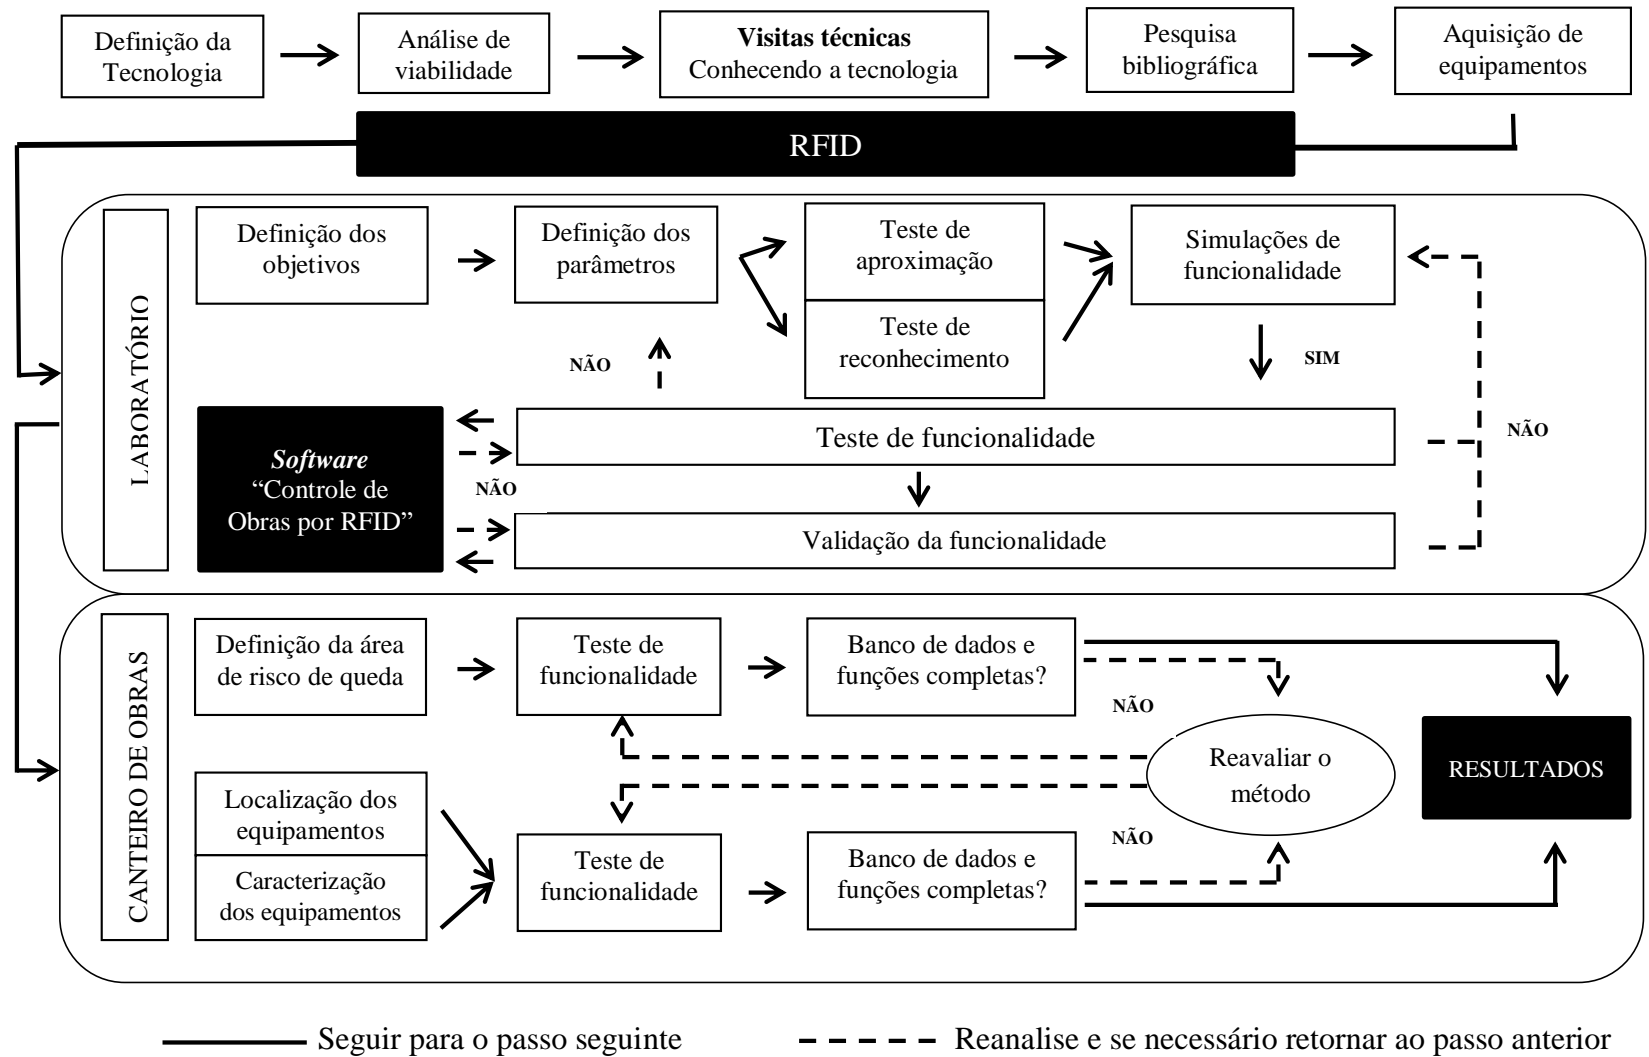 Definição da
Tecnologia
Análise de
viabilidade
Visitas técnicas
Conhecendo a tecnologia
Pesquisa
bibliográfica
Aquisição de
equipamentos
RFID
LABORATÓRIO
Definição dos
objetivos
Definição dos
parâmetros
Teste de
aproximação
Teste de
reconhecimento
Simulações de
funcionalidade
NÃO
SIM
Software
“Controle de
Obras por RFID”
Teste de funcionalidade
NÃO
NÃO
Validação da funcionalidade
CANTEIRO DE OBRAS
Definição da área
de risco de queda
Teste de
funcionalidade
Banco de dados e
funções completas?
NÃO
Reavaliar o
método
RESULTADOS
Localização dos
equipamentos
Caracterização
dos equipamentos
Teste de
funcionalidade
Banco de dados e
funções completas?
NÃO
Seguir para o passo seguinte
Reanalise e se necessário retornar ao passo anterior